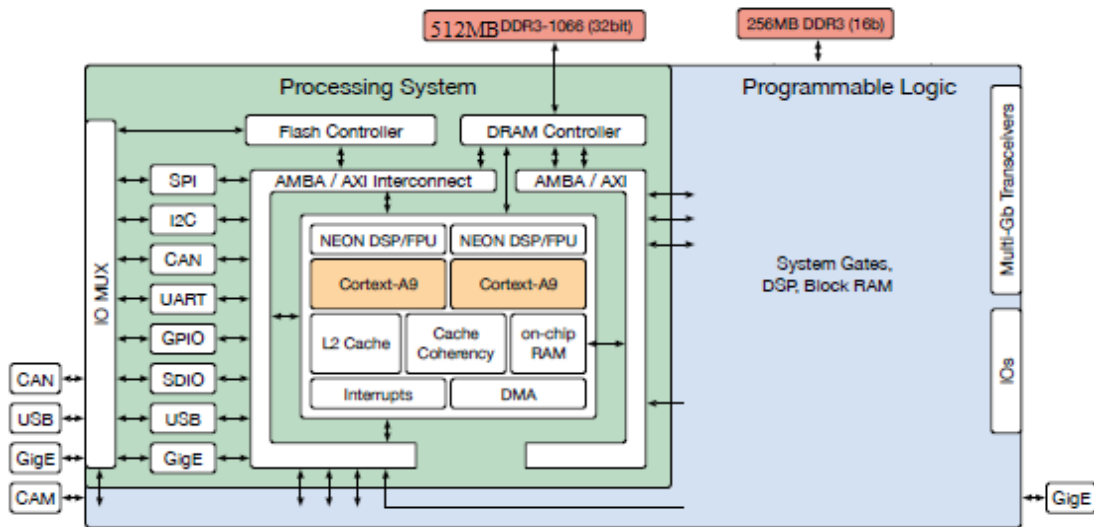 512MB DDR3-1066 (32bit)
256MB DDR3 (16b)
Processing System
Programmable Logic
Flash Controller
DRAM Controller
AMBA / AXI Interconnect
AMBA / AXI
IO MUX
SPI
I2C
CAN
UART
GPIO
SDIO
USB
GigE
NEON DSP/FPU
NEON DSP/FPU
Cortext-A9
Cortext-A9
L2 Cache
Cache
Coherency
on-chip
RAM
Interrupts
DMA
System Gates,
DSP, Block RAM
Multi-Gb Transceivers
IOs
CAN
USB
GigE
CAM
GigE